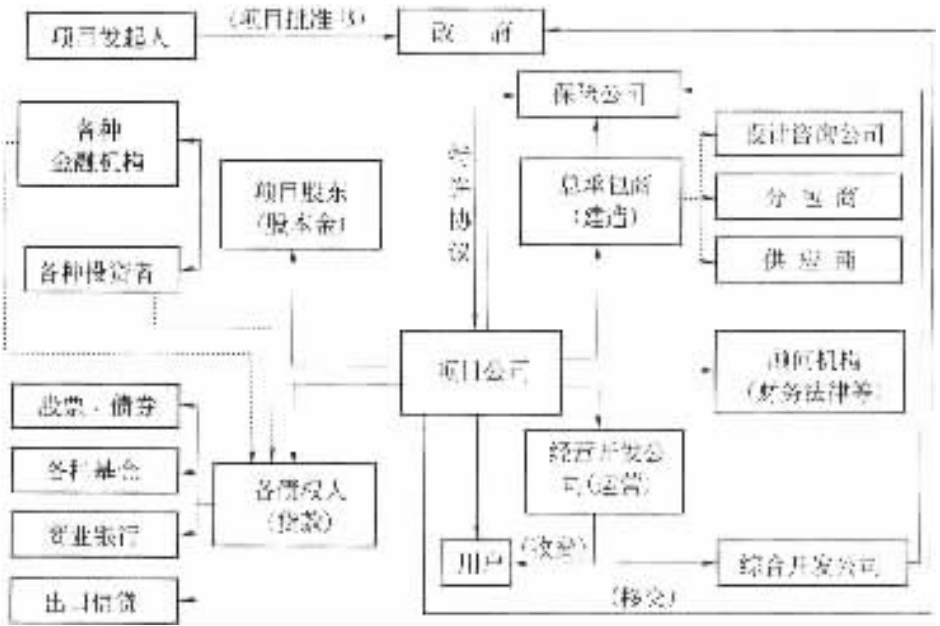 项目发起人
(项目批准书)
政 府
各种
金融机构
保险公司
设计咨询公司
项目股东
(股本金)
特许协议
总承包商
(建造)
分 包 商
各种投资者
供 应 商
项目公司
顾问机构
(财务法律等)
股票·债券
各种基金
各债权人
(贷款)
经营开发公
司(运营)
商业银行
用户
(收费)
综合开发公司
出口信贷
(移交)